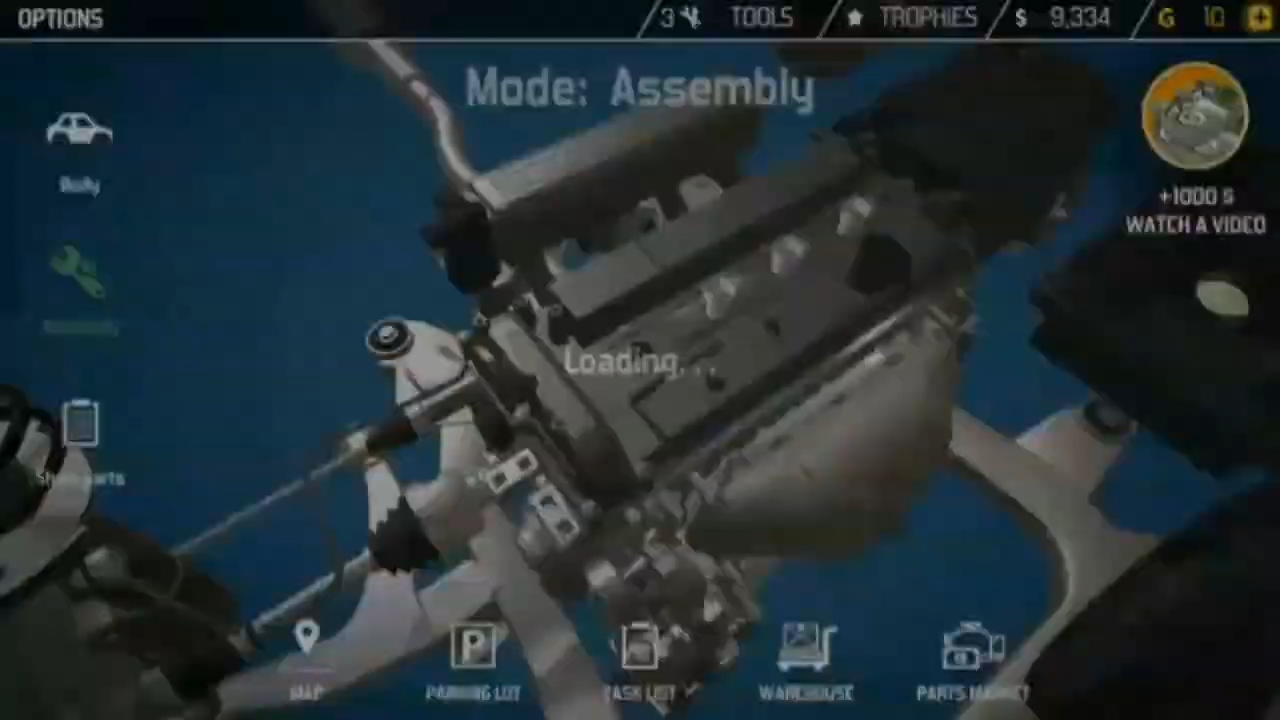 OPTIONS
3 TOOLS
TROPHIES
$ 9,334
G 10
Mode: Assembly
Body
+1000 $
WATCH A VIDEO
Loading...
parts
MAP
PARKING LOT
TASK LIST
WAREHOUSE
PARTS MARKET